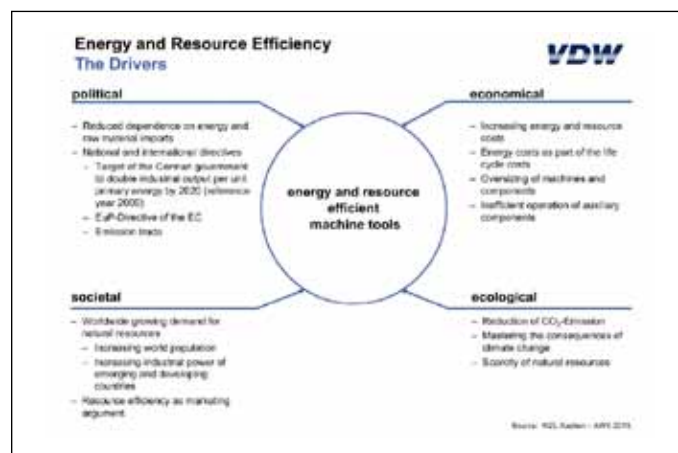 Energy and Resource Efficiency
The Drivers
VDW
political
– Reduced dependence on energy and
raw material imports
– National and international directives
– Target of the German government
to double industrial output per unit
primary energy by 2020 (reference
year
– EuP-Directive of the EC
– Emission trade
economical
– Increasing energy and resource
costs
– Energy costs as part of the life
cycle costs
– Oversizing of machines and
components
– Inefficient operation of auxiliary
components
energy and resource
efficient
machine tools
societal
– Worldwide growing demand for
natural resources
– Increasing world population
– Increasing industrial power of
emerging and developing
countries
– Resource efficiency as marketing
argument
ecological
– Reduction of CO₂-Emission
– Mastering the consequences of
climate change
– Scarcity of natural resources
Source: Aachen